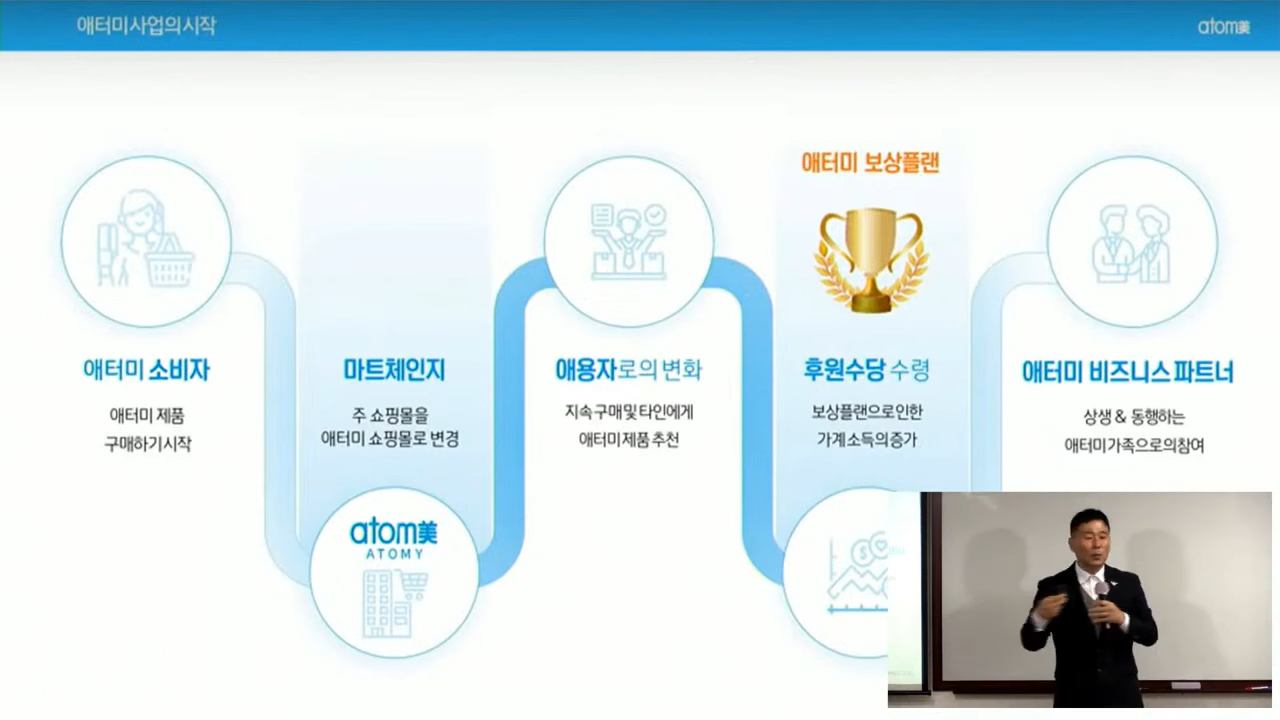 애터미사업의시작
atom美
애터미 소비자
애터미 제품
구매하기시작
마트체인지
주 쇼핑몰을
애터미 쇼핑몰로 변경
atom美
ATOMY
애용자로의 변화
지속구매및타인에게
애터미제품 추천
애터미 보상플랜
후원수당 수령
보상플랜으로인한
가계소득의증가
$
애터미 비즈니스파트너
상생 & 동행하는
애터미가족으로의참여